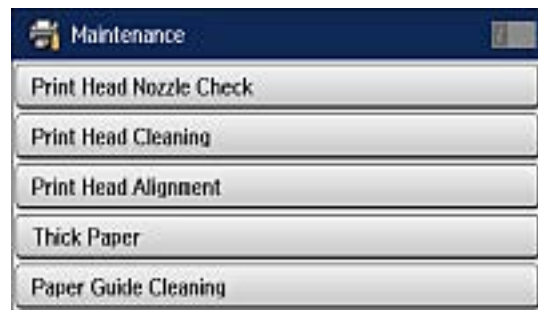 Maintenance
Print Head Nozzle Check
Print Head Cleaning
Print Head Alignment
Thick Paper
Paper Guide Cleaning